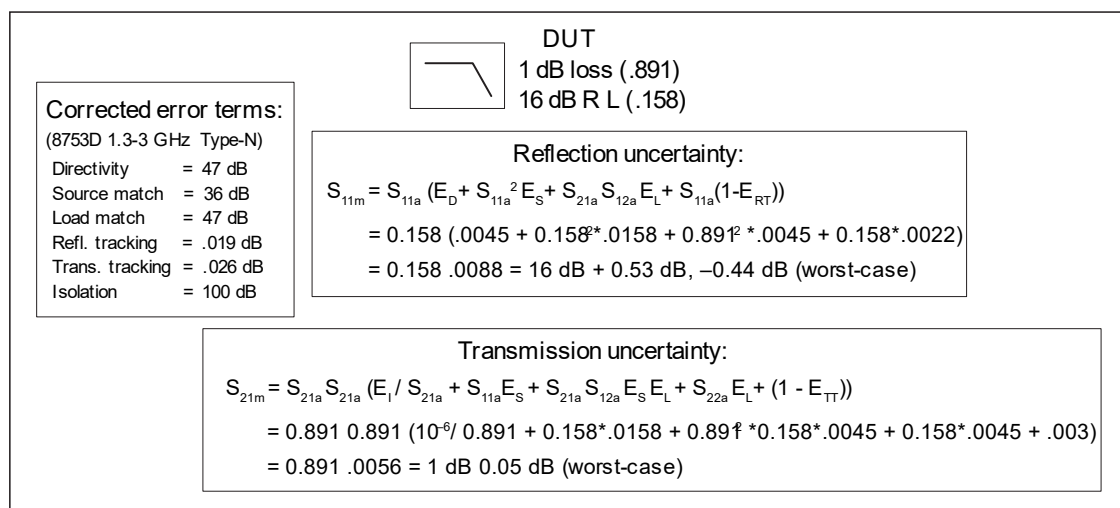 DUT
1 dB loss (.891)
16 dB R L (.158)
Corrected error terms:
(8753D 1.3-3 GHz Type-N)
Directivity = 47 dB
Source match = 36 dB
Load match = 47 dB
Refl. tracking = .019 dB
Trans. tracking = .026 dB
Isolation = 100 dB
Reflection uncertainty:
S11m = S11a (ED + S11a² ES + S21a S12a EL + S11a (1-ERT))
= 0.158 (.0045 + 0.158²*.0158 + 0.891² *.0045 + 0.158*.0022)
= 0.158 .0088 = 16 dB + 0.53 dB, –0.44 dB (worst-case)
Transmission uncertainty:
S21m = S21a S21a (EI / S21a + S11a ES + S21a S12a ES EL + S22a EL + (1 - ETT))
= 0.891 0.891 (10⁻⁶/ 0.891 + 0.158*.0158 + 0.891² *0.158*.0045 + 0.158*.0045 + .003)
= 0.891 .0056 = 1 dB 0.05 dB (worst-case)